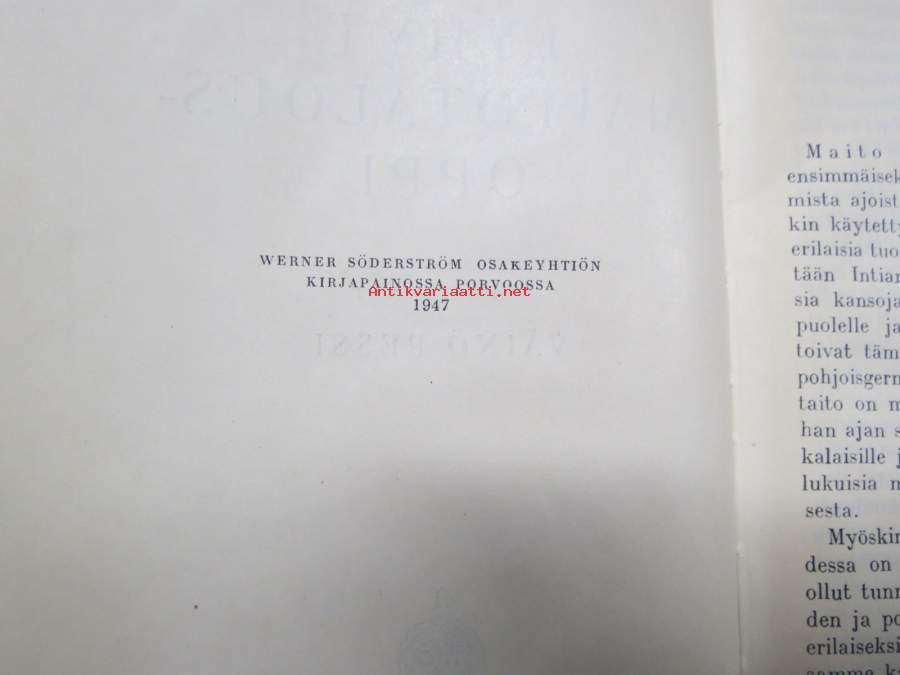 WERNER SÖDERSTRÖM OSAKEYHTIÖN
KIRJAPAINOSSA PORVOOSSA
Antikvariaatti.net
1947
Maito
ensimmäisek
mista ajoist
kin käytetty
erilaisia tuo
tään Intian
sia kansoja
puolelle ja
toivat täm
pohjoisgerm
taito on m
han ajan s
kalaisille j
lukuisia m
sesta.
Myöskin
dessa on
ollut tunn
den ja po
erilaiseksi
samma ka